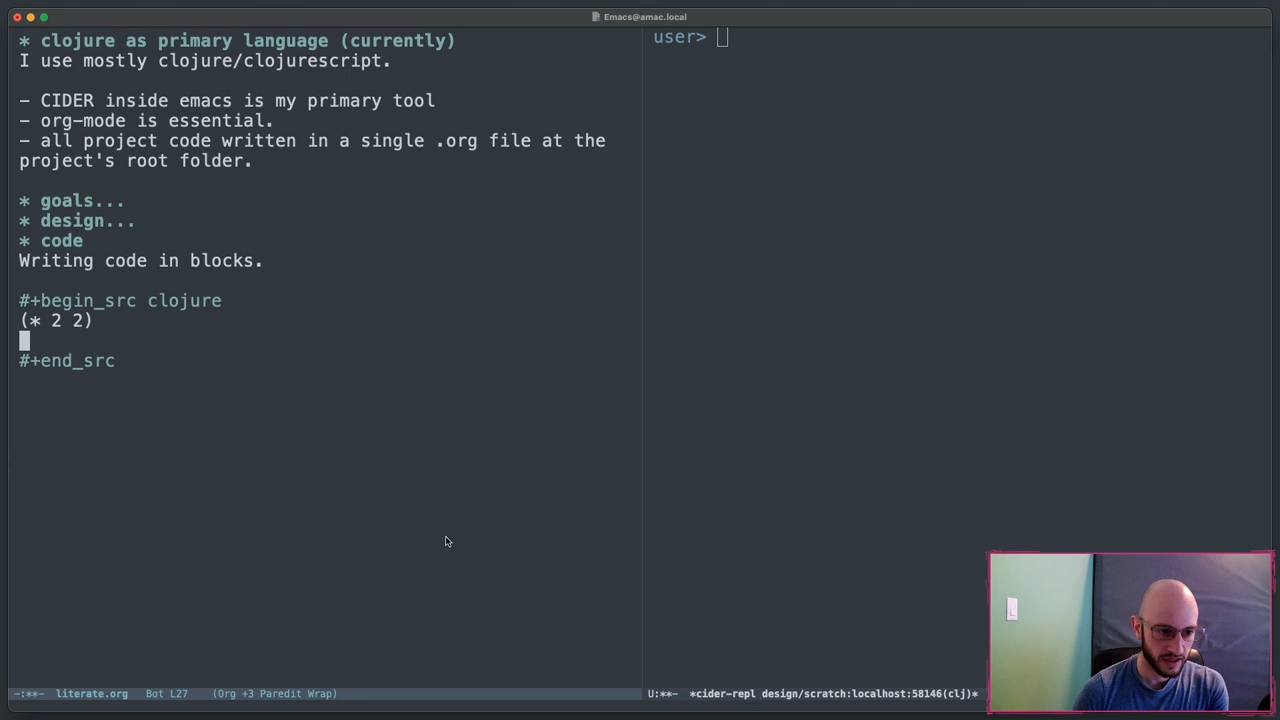 Emacs@amac.local
* clojure as primary language (currently)
I use mostly clojure/clojurescript.
- CIDER inside emacs is my primary tool
- org-mode is essential.
- all project code written in a single .org file at the
project's root folder.
* goals...
* design...
* code
Writing code in blocks.
#+begin_src clojure
(* 2 2)
#+end_src
-:**- literate.org Bot L27 (Org +3 Paredit Wrap)
user>
U:**- *cider-repl design/scratch:localhost:58146(clj)*